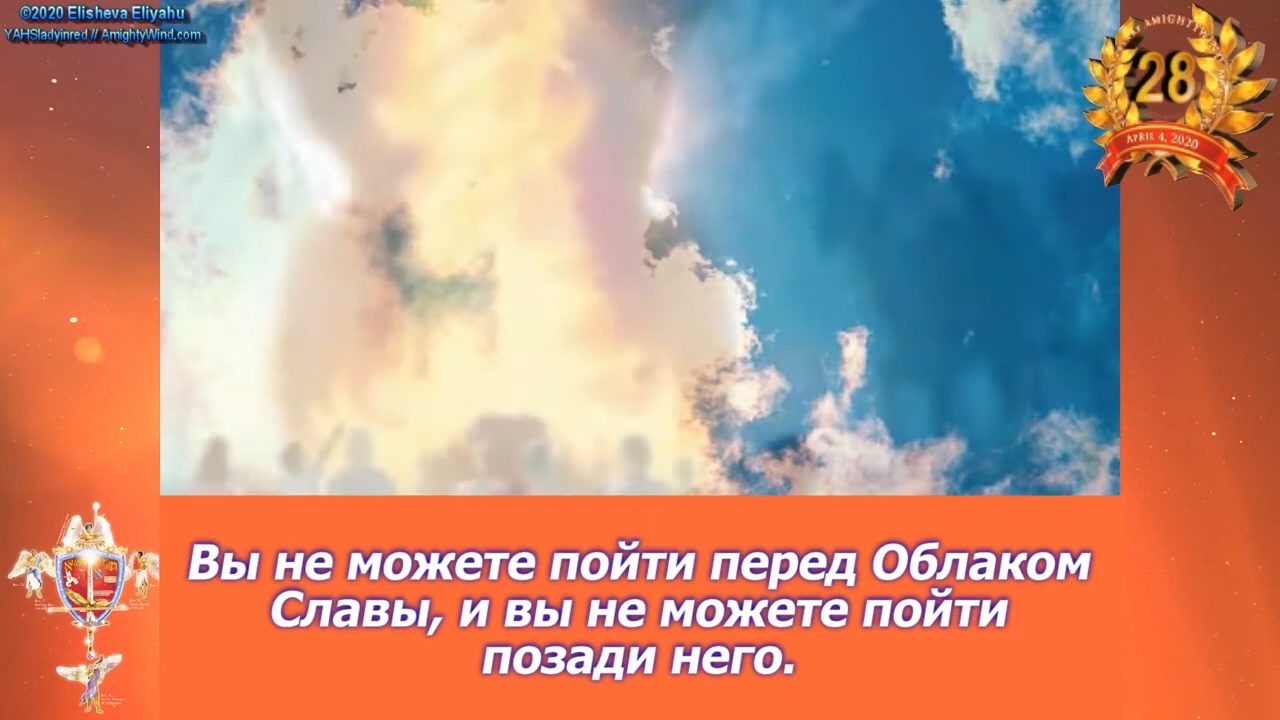 ©2020 Elisheva Eliyahu
YAHSladyinred // AmightyWind.com
28
APRIL 4, 2020
Вы не можете пойти перед Облаком
Славы, и вы не можете пойти
позади него.